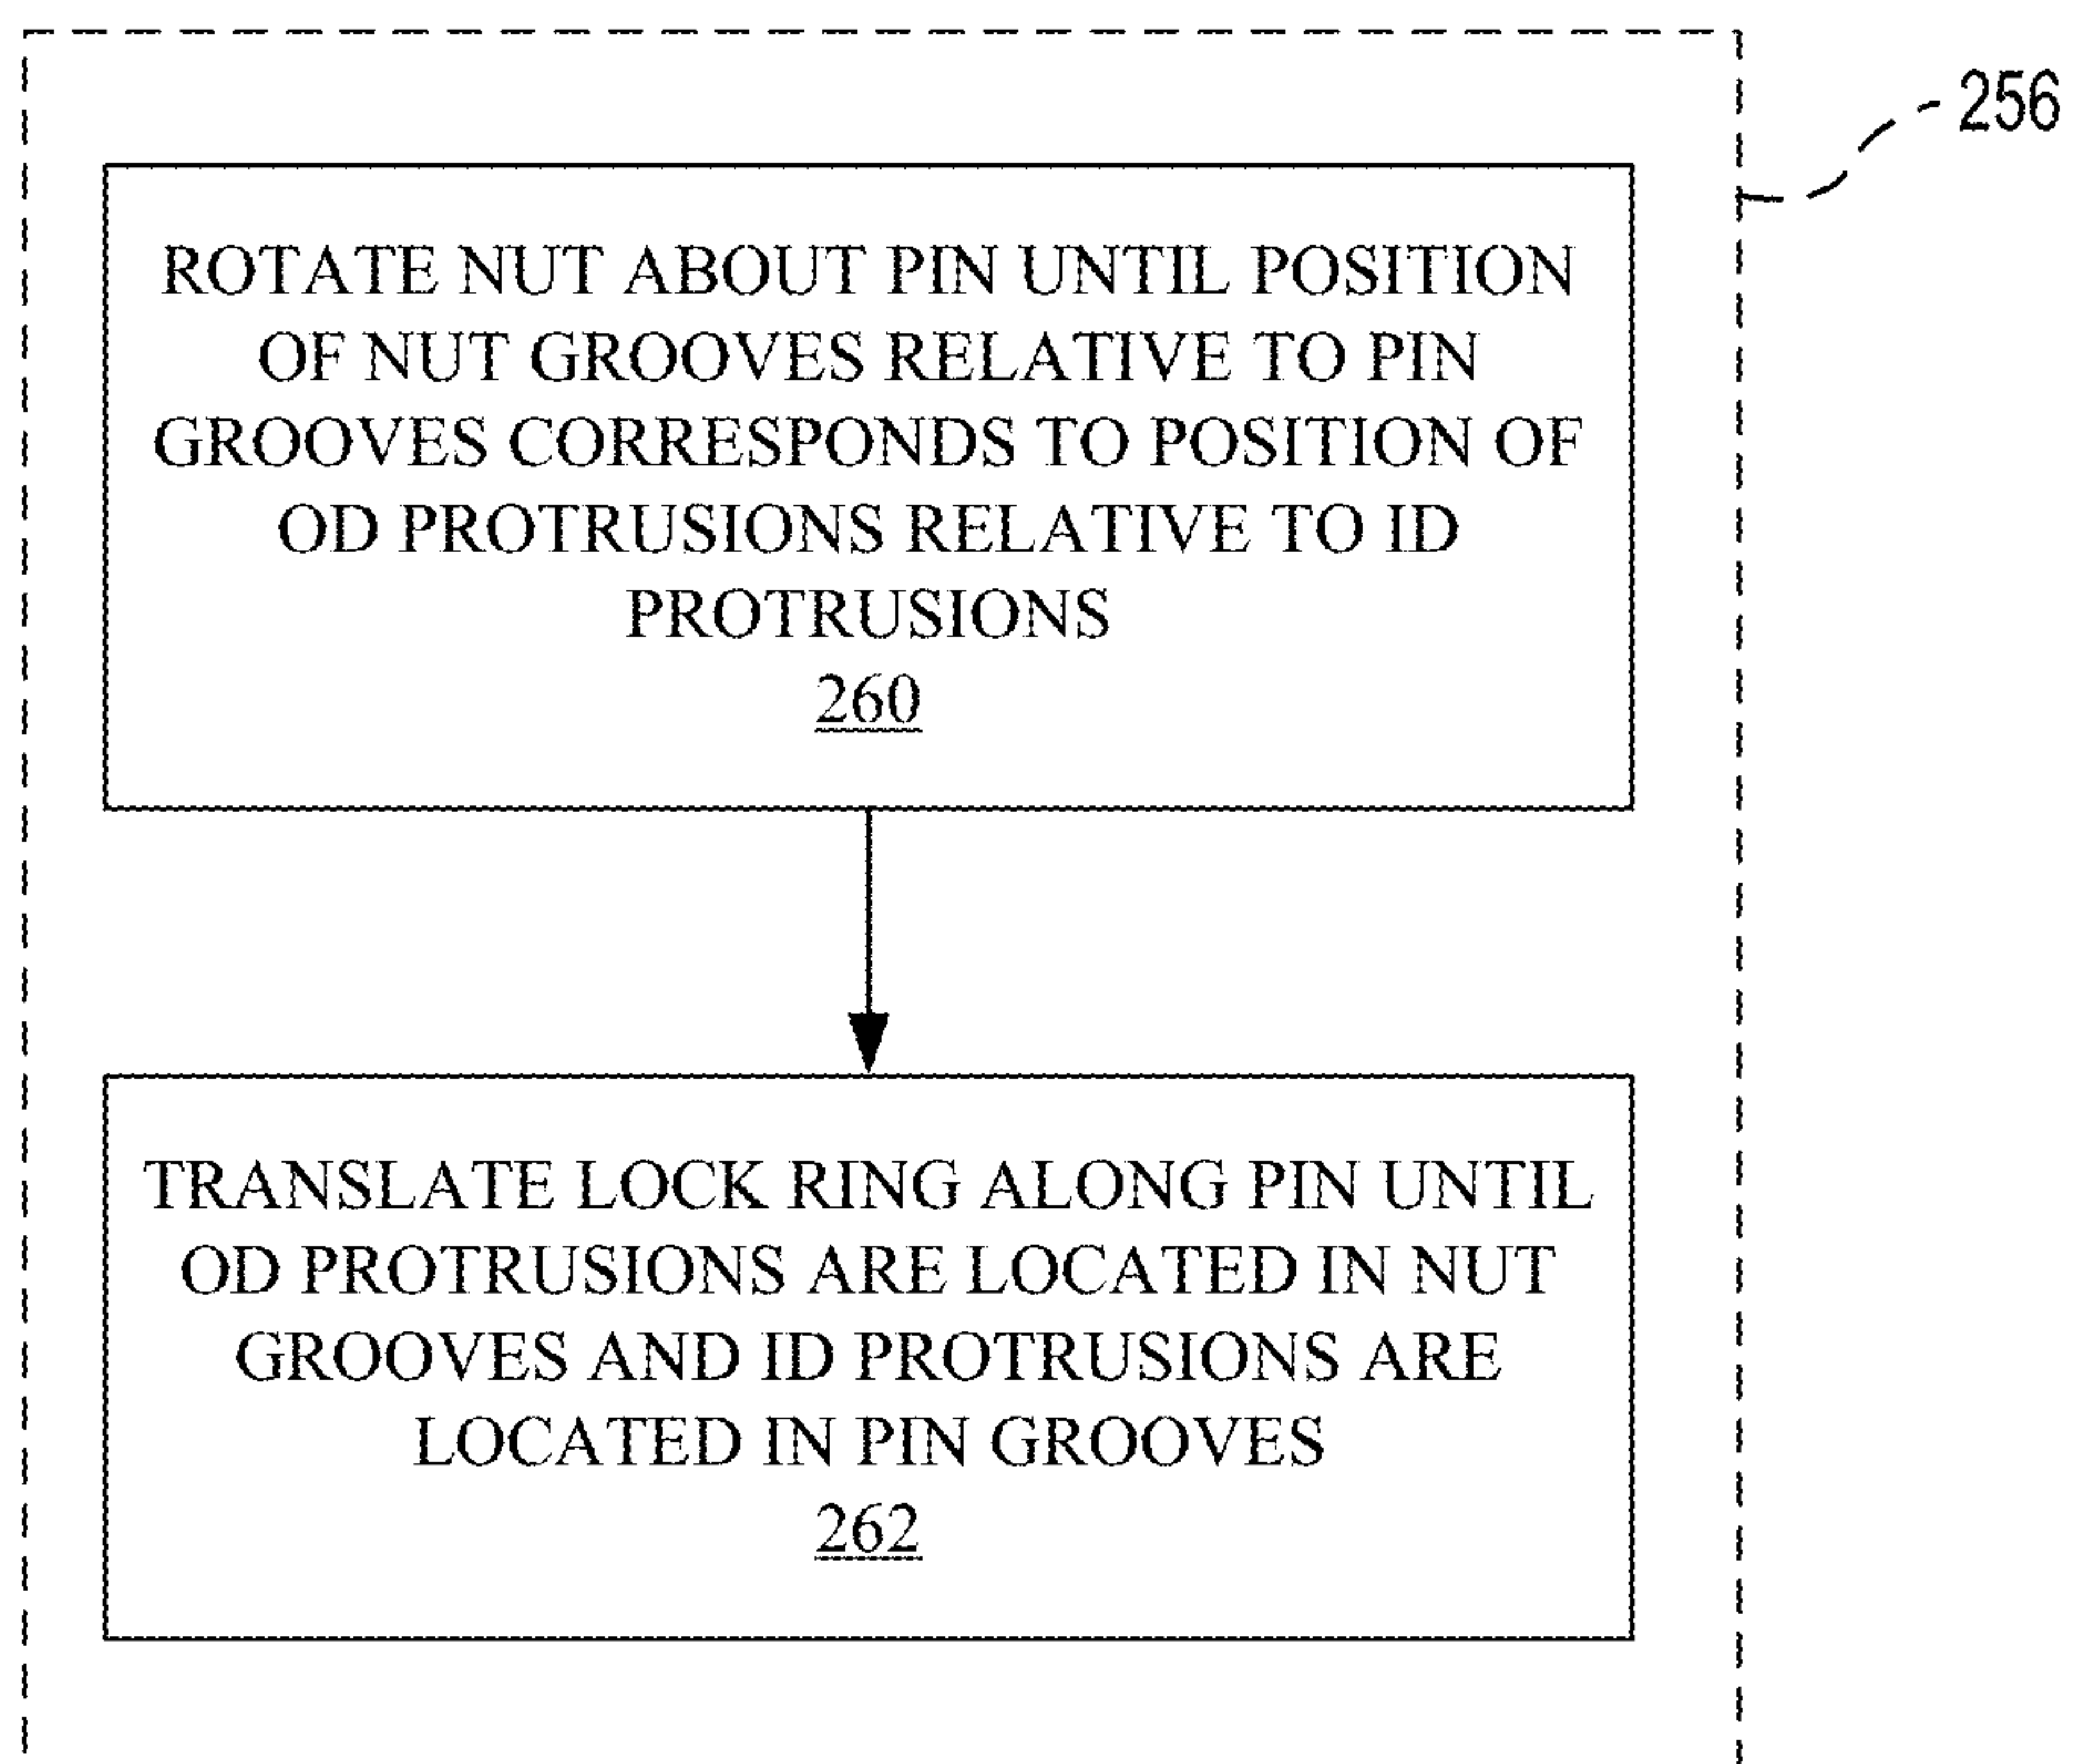 256
ROTATE NUT ABOUT PIN UNTIL POSITION
OF NUT GROOVES RELATIVE TO PIN
GROOVES CORRESPONDS TO POSITION OF
OD PROTRUSIONS RELATIVE TO ID
PROTRUSIONS
260
TRANSLATE LOCK RING ALONG PIN UNTIL
OD PROTRUSIONS ARE LOCATED IN NUT
GROOVES AND ID PROTRUSIONS ARE
LOCATED IN PIN GROOVES
262